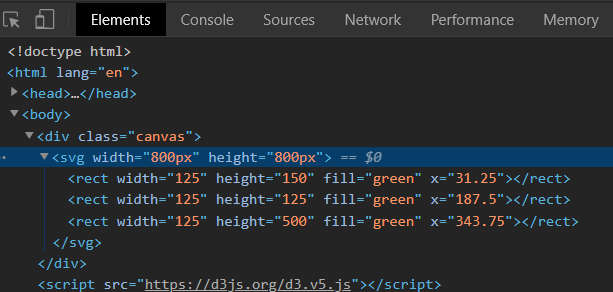 Elements Console Sources Network Performance Memory
<!doctype html>
<html lang="en">
<head>…</head>
<body>
<div class="canvas">
<svg width="800px" height="800px"> == $0
<rect width="125" height="150" fill="green" x="31.25"></rect>
<rect width="125" height="125" fill="green" x="187.5"></rect>
<rect width="125" height="500" fill="green" x="343.75"></rect>
</svg>
</div>
<script src="https://d3js.org/d3.v5.js"></script>